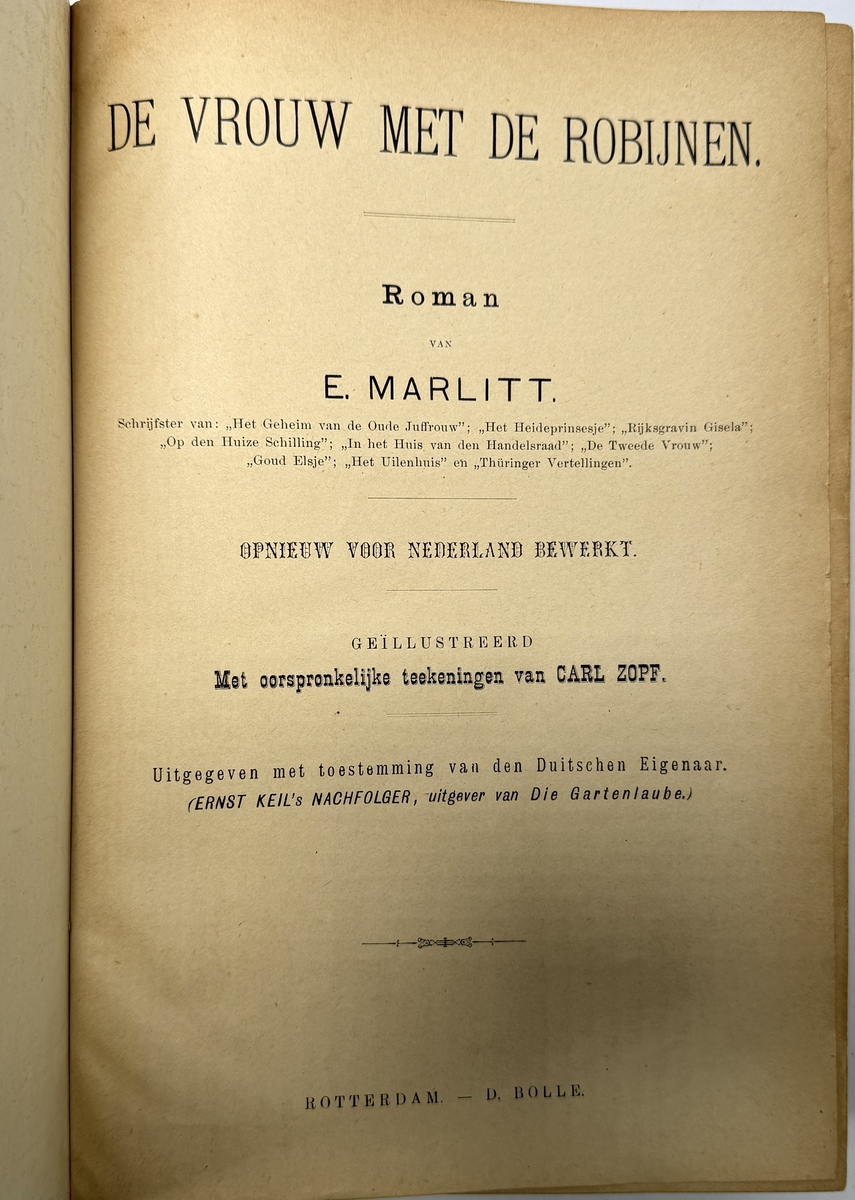 DE VROUW MET DE ROBIJNEN.
Roman
VAN
E. MARLITT.
Schrijfster van: „Het Geheim van de Oude Juffrouw”; „Het Heideprinsesje”; „Rijksgravin Gisela”;
„Op den Huize Schilling”; „In het Huis van den Handelsraad”; „De Tweede Vrouw”;
„Goud Elsje”; „Het Uilenhuis” en „Thüringer Vertellingen”.
OPNIEUW VOOR NEDERLAND BEWERKT.
GEÏLLUSTREERD
Met oorspronkelijke teekeningen van CARL ZOPF.
Uitgegeven met toestemming van den Duitschen Eigenaar.
(ERNST KEIL's NACHFOLGER, uitgever van Die Gartenlaube.)
ROTTERDAM. — D. BOLLE.